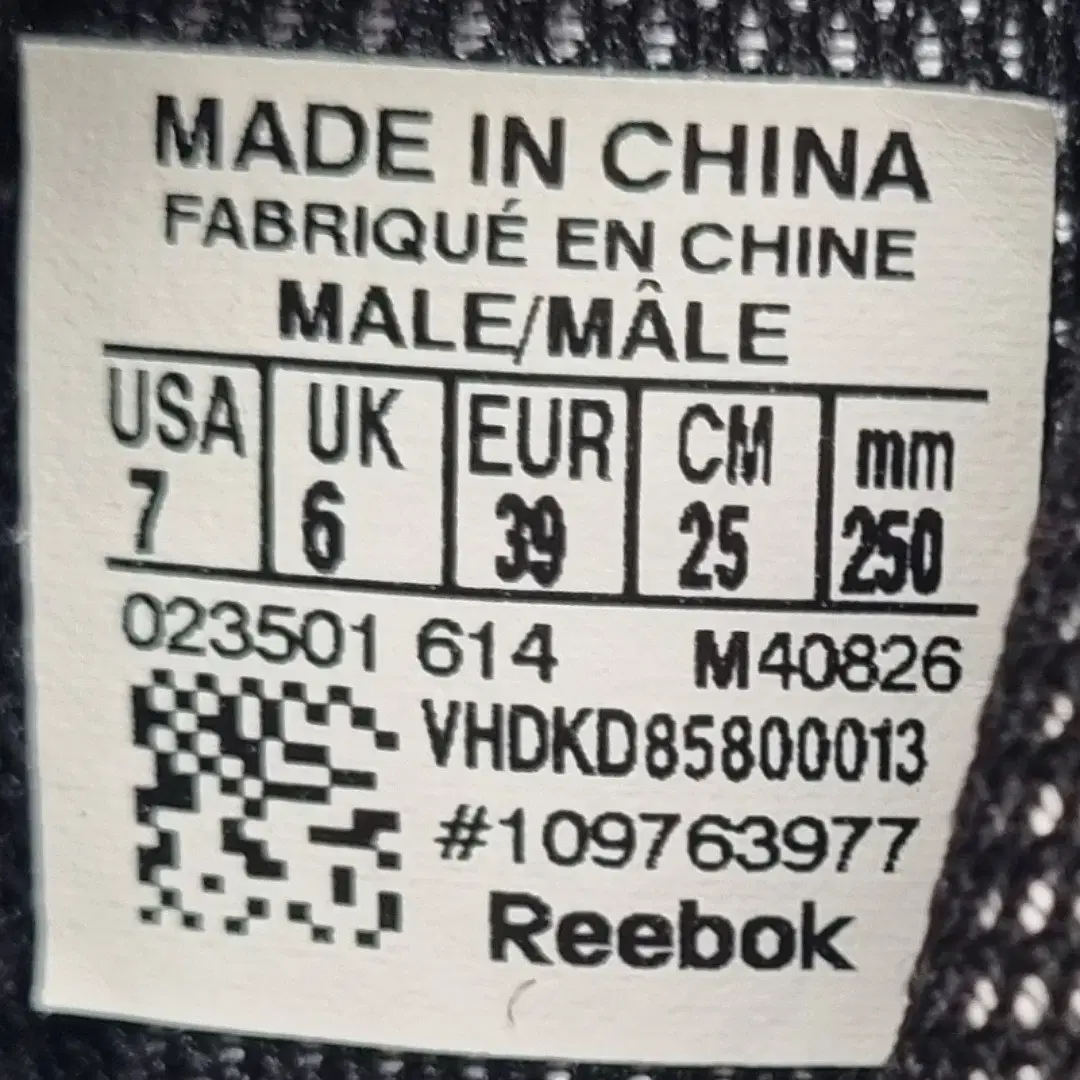 MADE IN CHINA
FABRIQUÉ EN CHINE
MALE/MÂLE
USA UK EUR CM mm
7 6 39 25 250
023501 614 M40826
VHDKD85800013
#109763977
Reebok